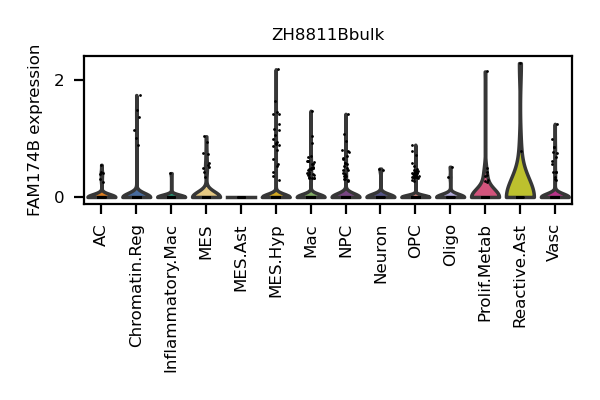 ZH8811Bbulk
FAM174B expression
2
0
AC
Chromatin.Reg
Inflammatory.Mac
MES
MES.Ast
MES.Hyp
Mac
NPC
Neuron
OPC
Oligo
Prolif.Metab
Reactive.Ast
Vasc